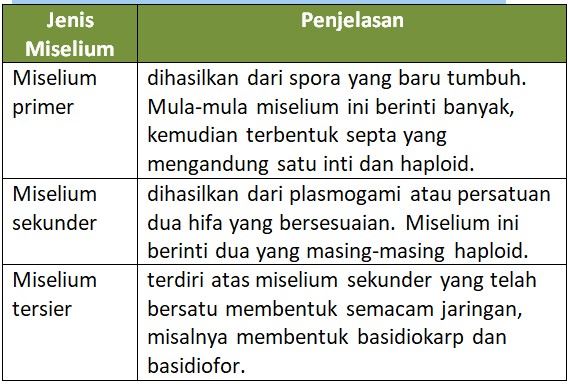 Jenis
Miselium
Penjelasan
Miselium
primer
dihasilkan dari spora yang baru tumbuh.
Mula-mula miselium ini berinti banyak,
kemudian terbentuk septa yang
mengandung satu inti dan haploid.
Miselium
sekunder
dihasilkan dari plasmogami atau persatuan
dua hifa yang bersesuaian. Miselium ini
berinti dua yang masing-masing haploid.
Miselium
tersier
terdiri atas miselium sekunder yang telah
bersatu membentuk semacam jaringan,
misalnya membentuk basidiokarp dan
basidiofor.